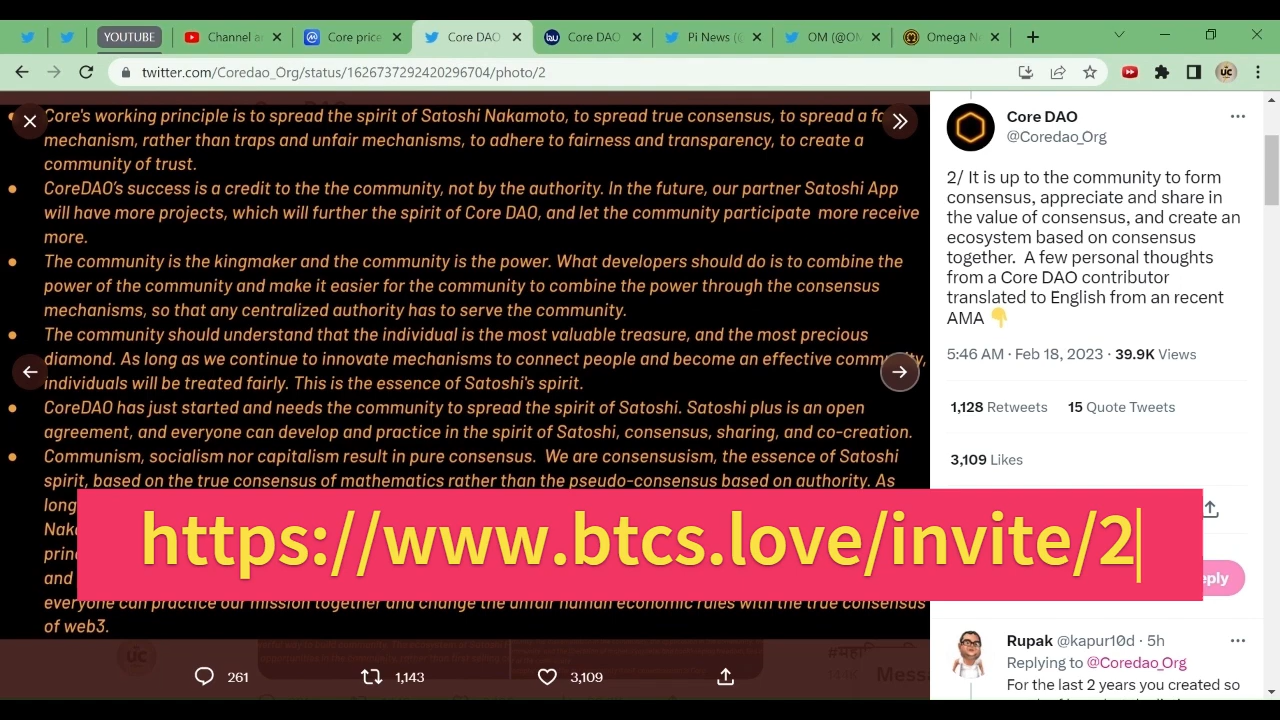 YOUTUBE
Channel a
Core price
Core DAO
Core DAO
Pi News (
OM (@OM
Omega N
twitter.com/Coredao_Org/status/1626737292420296704/photo/2
uc
Core's working principle is to spread the spirit of Satoshi Nakamoto, to spread true consensus, to spread a fa
mechanism, rather than traps and unfair mechanisms, to adhere to fairness and transparency, to create a
community of trust.
CoreDAO's success is a credit to the the community, not by the authority. In the future, our partner Satoshi App
will have more projects, which will further the spirit of Core DAO, and let the community participate more receive
more.
The community is the kingmaker and the community is the power. What developers should do is to combine the
power of the community and make it easier for the community to combine the power through the consensus
mechanisms, so that any centralized authority has to serve the community.
The community should understand that the individual is the most valuable treasure, and the most precious
diamond. As long as we continue to innovate mechanisms to connect people and become an effective community,
individuals will be treated fairly. This is the essence of Satoshi's spirit.
CoreDAO has just started and needs the community to spread the spirit of Satoshi. Satoshi plus is an open
agreement, and everyone can develop and practice in the spirit of Satoshi, consensus, sharing, and co-creation.
Communism, socialism nor capitalism result in pure consensus. We are consensusism, the essence of Satoshi
spirit, based on the true consensus of mathematics rather than the pseudo-consensus based on authority. As
long
Nak
princ
and
everyone can practice our mission together and change the unfair human economic rules with the true consensus
of web3.
https://www.btcs.love/invite/2
261
1,143
3,109
Core DAO
@Coredao_Org
2/ It is up to the community to form
consensus, appreciate and share in
the value of consensus, and create an
ecosystem based on consensus
together. A few personal thoughts
from a Core DAO contributor
translated to English from an recent
AMA 👇
5:46 AM · Feb 18, 2023 · 39.9K Views
1,128 Retweets 15 Quote Tweets
3,109 Likes
eply
Rupak @kapur10d · 5h
Replying to @Coredao_Org
For the last 2 years you created so